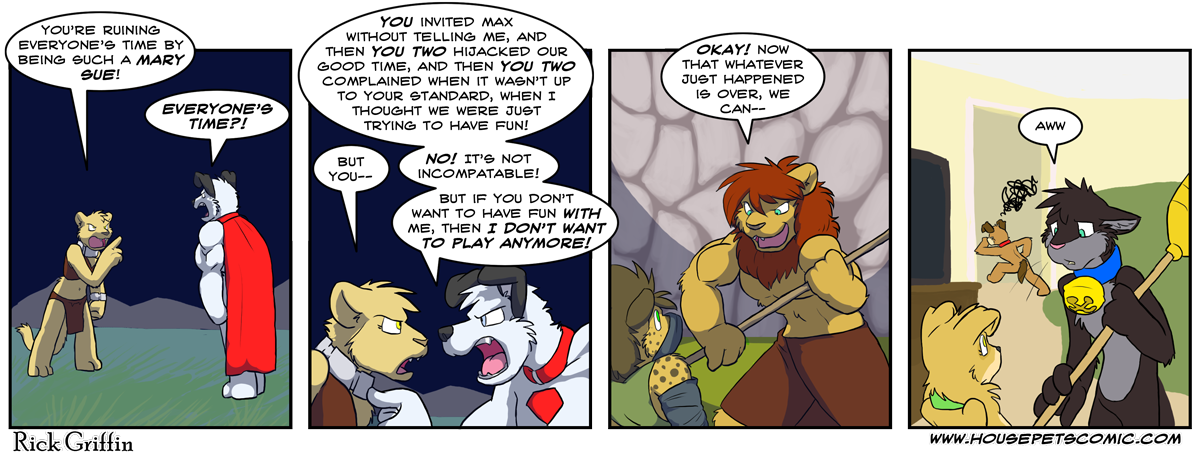 YOU'RE RUINING
EVERYONE'S TIME BY
BEING SUCH A MARY
SUE!
EVERYONE'S
TIME?!
YOU INVITED MAX
WITHOUT TELLING ME, AND
THEN YOU TWO HIJACKED OUR
GOOD TIME, AND THEN YOU TWO
COMPLAINED WHEN IT WASN'T UP
TO YOUR STANDARD, WHEN I
THOUGHT WE WERE JUST
TRYING TO HAVE FUN!
BUT
YOU--
NO! IT'S NOT
INCOMPATABLE!
BUT IF YOU DON'T
WANT TO HAVE FUN WITH
ME, THEN I DON'T WANT
TO PLAY ANYMORE!
OKAY! NOW
THAT WHATEVER
JUST HAPPENED
IS OVER, WE
CAN--
AWW
Rick Griffin
WWW.HOUSEPETSCOMIC.COM